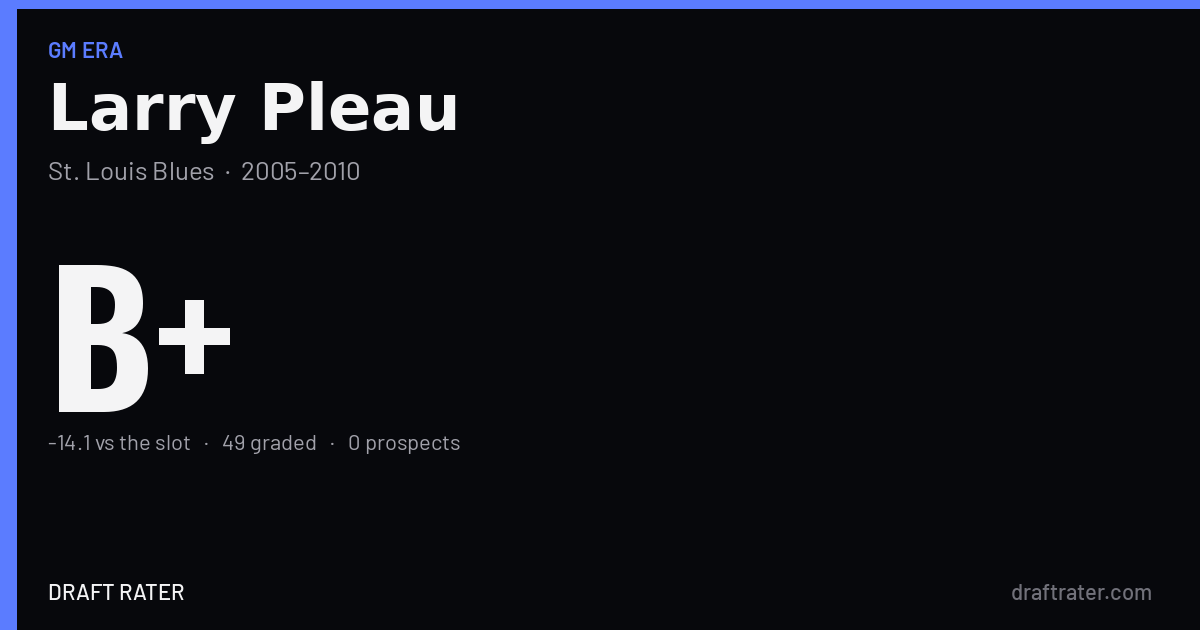 GM ERA
Larry Pleau
St. Louis Blues · 2005–2010
B+
-14.1 vs the slot · 49 graded · 0 prospects
DRAFT RATER
draftrater.com